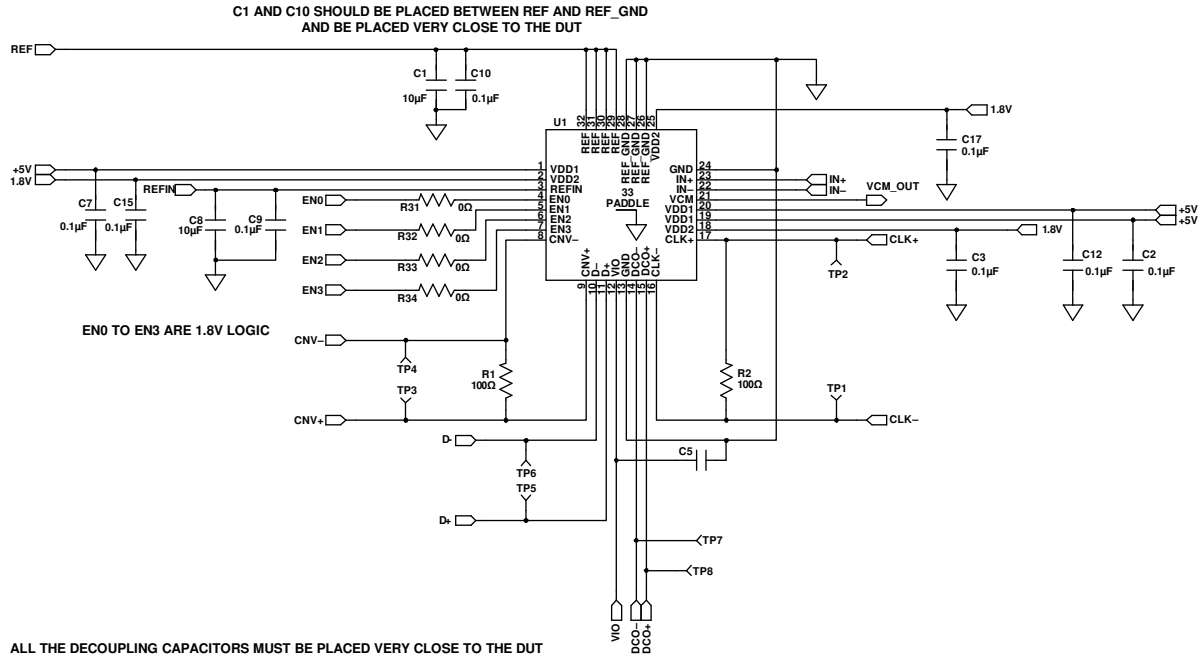 C1 AND C10 SHOULD BE PLACED BETWEEN REF AND REF_GND
AND BE PLACED VERY CLOSE TO THE DUT
REF
C1
10µF
C10
0.1µF
1.8V
C17
0.1µF
U1
32
31
30
29
28
27
26
25
REF
REF
REF
REF
REF_GND
REF_GND
REF_GND
VDD2
+5V
1.8V
REFIN
C7
0.1µF
C15
0.1µF
C8
10µF
C9
0.1µF
EN0
R31
0Ω
EN1
R32
0Ω
EN2
R33
0Ω
EN3
R34
0Ω
1
VDD1
2
VDD2
3
REFIN
4
EN0
5
EN1
6
EN2
7
EN3
8
CNV–
33
PADDLE
GND
24
IN+
23
IN–
22
VCM
21
VDD1
20
VDD1
19
VDD2
18
CLK+
17
IN+
IN–
VCM_OUT
+5V
+5V
1.8V
CLK+
TP2
C3
0.1µF
C12
0.1µF
C2
0.1µF
CNV+
D–
D+
VIO
GND
DCO–
DCO+
CLK–
9
10
11
12
13
14
15
16
EN0 TO EN3 ARE 1.8V LOGIC
CNV–
TP4
TP3
R1
100Ω
CNV+
R2
100Ω
TP1
CLK–
D-
TP6
TP5
D+
C5
TP7
TP8
VIO
DCO–
DCO+
ALL THE DECOUPLING CAPACITORS MUST BE PLACED VERY CLOSE TO THE DUT